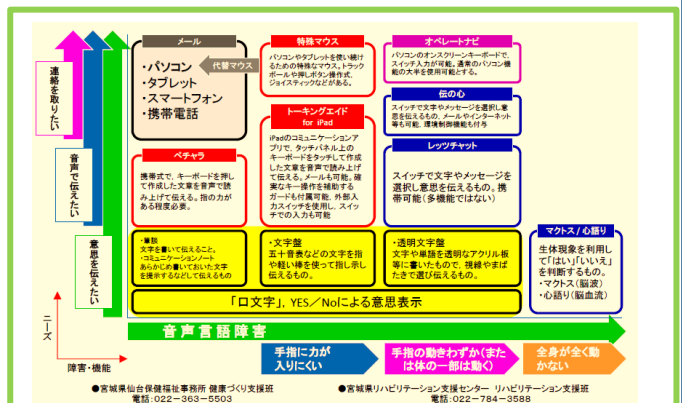 メール
・パソコン
・タブレット
・スマートフォン
・携帯電話
代替マウス
特殊マウス
パソコンやタブレットを使い続け
るための特殊なマウス。トラック
ボールや押しボタン操作式、
ジョイスティックなどがある。
オペレートナビ
パソコンのオンスクリーンキーボードで、
スイッチ入力が可能。通常のパソコン機
能の大半を使用可能とする。
伝の心
スイッチで文字やメッセージを選択し意
思を伝えるもの、メールやインターネット
等も可能、環境制御機能も付与
トーキングエイド
for iPad
iPadのコミュニケーションア
プリで、タッチパネル上の
キーボードをタッチして作成
した文章を音声で読み上げ
て伝える。メールも可能。確
実なキー操作を補助する
ガードも付属可能、外部入
力スイッチを使用し、スイッ
チでの入力も可能
レッツチャット
スイッチで文字やメッセージを
選択し意思を伝えるもの。携
帯可能（多機能ではない）
ペチャラ
携帯式で、キーボードを押し
て作成した文章を音声で読
み上げて伝える。指の力が
ある程度必要。
・筆談
文字を書いて伝えること。
・コミュニケーションノート
あらかじめ書いておいた文字
を提示するなどして伝えるもの
・文字盤
五十音表などの文字を指
や軽い棒を使って指し示し
伝えるもの。
・透明文字盤
文字や単語を透明なアクリル板
等に書いたもので、視線やまば
たきで選び伝えるもの。
マクトス/心語り
生体現象を利用し
て「はい」「いいえ」
を判断するもの。
・マクトス（脳波）
・心語り（脳血流）
「口文字」，YES／Noによる意思表示
連絡を取りたい
音声で伝えたい
意思を伝えたい
ニーズ
障害・機能
音声言語障害
手指に力が
入りにくい
手指の動きわずか（また
は体の一部は動く）
全身が全く動
かない
●宮城県仙台保健福祉事務所 健康づくり支援班
電話：022－363－5503
●宮城県リハビリテーション支援センター リハビリテーション支援班
電話：022－784－3588